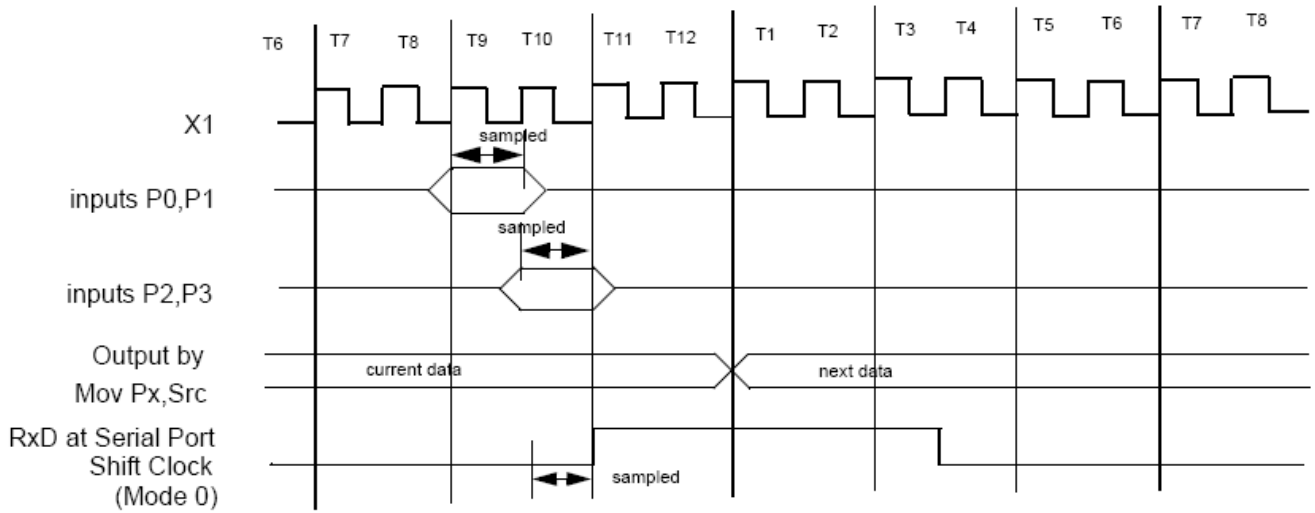 T6 T7 T8 T9 T10 T11 T12 T1 T2 T3 T4 T5 T6 T7 T8
X1
sampled
inputs P0,P1
sampled
inputs P2,P3
Output by
current data
next data
Mov Px,Src
RxD at Serial Port
Shift Clock
sampled
(Mode 0)